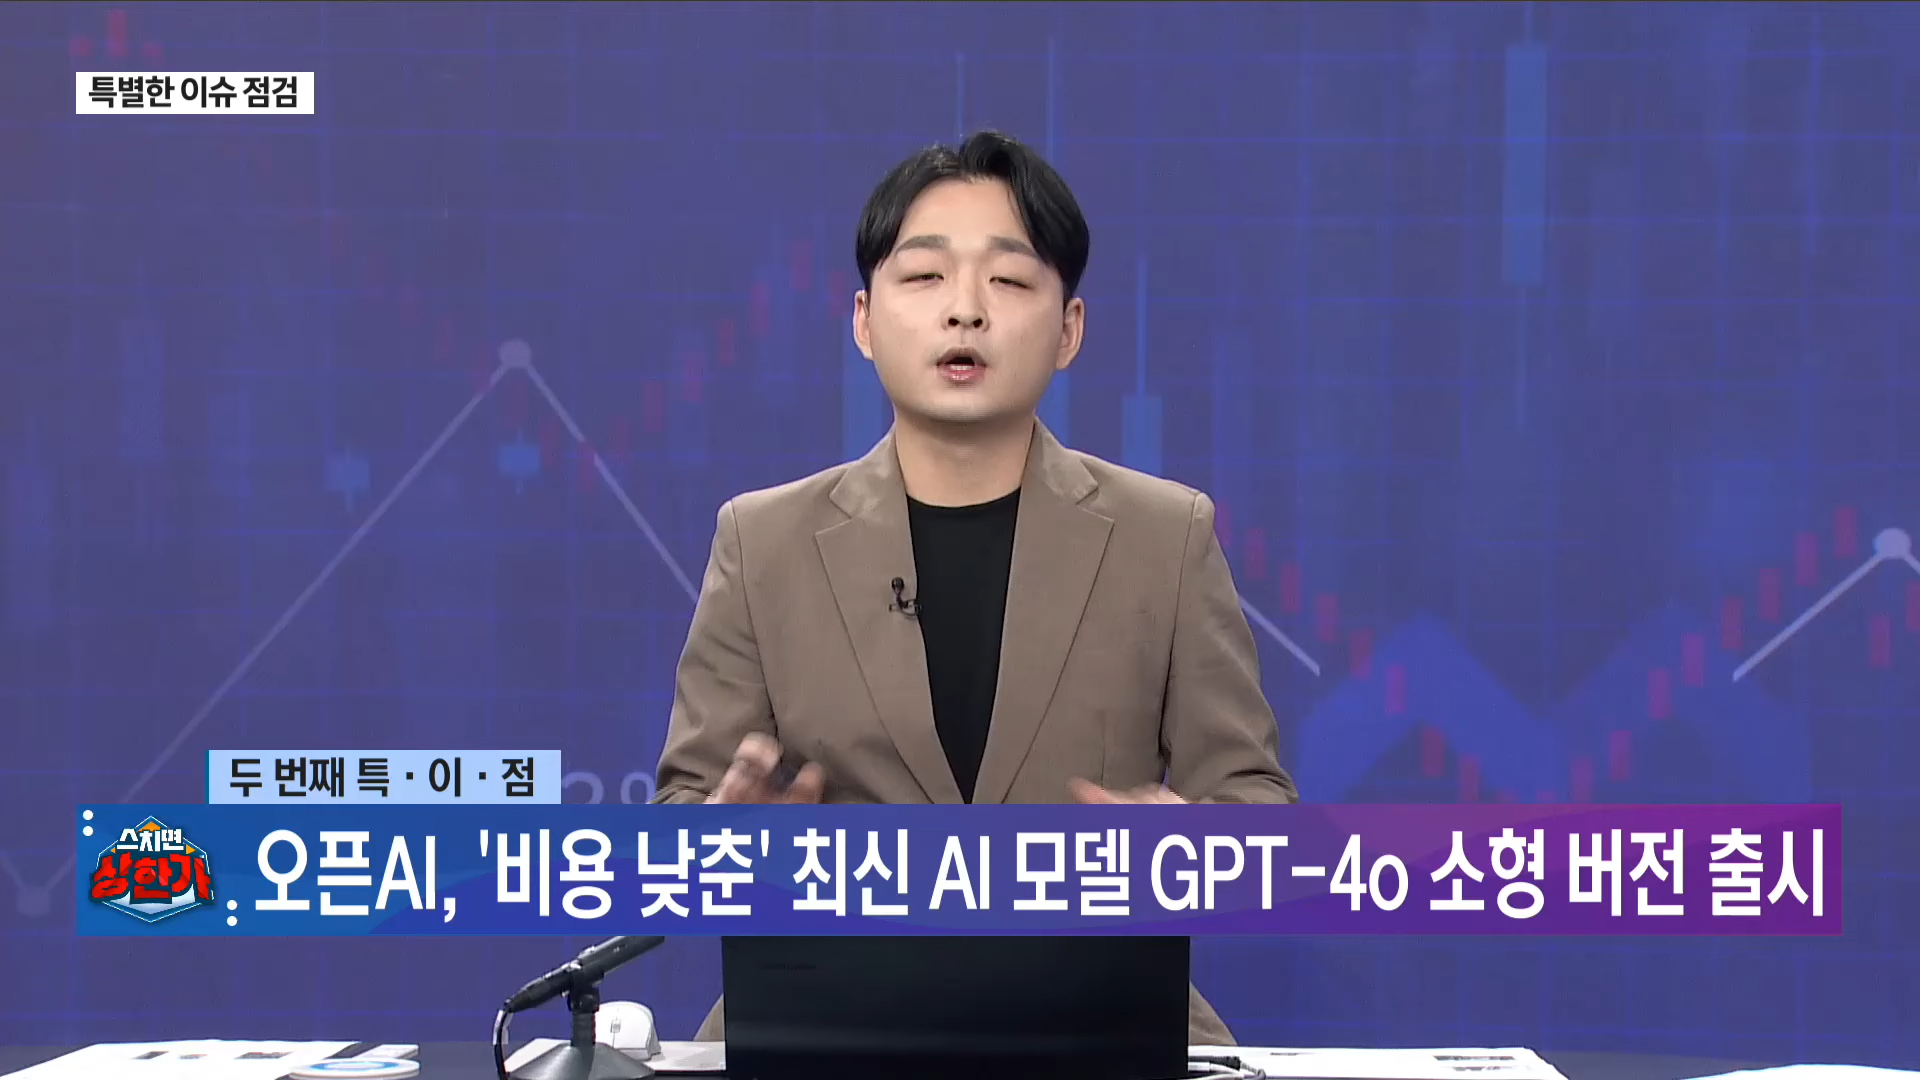 특별한 이슈 점검
두 번째 특·이·점
스치면
상한가
오픈AI, '비용 낮춘' 최신 AI 모델 GPT-4o 소형 버전 출시